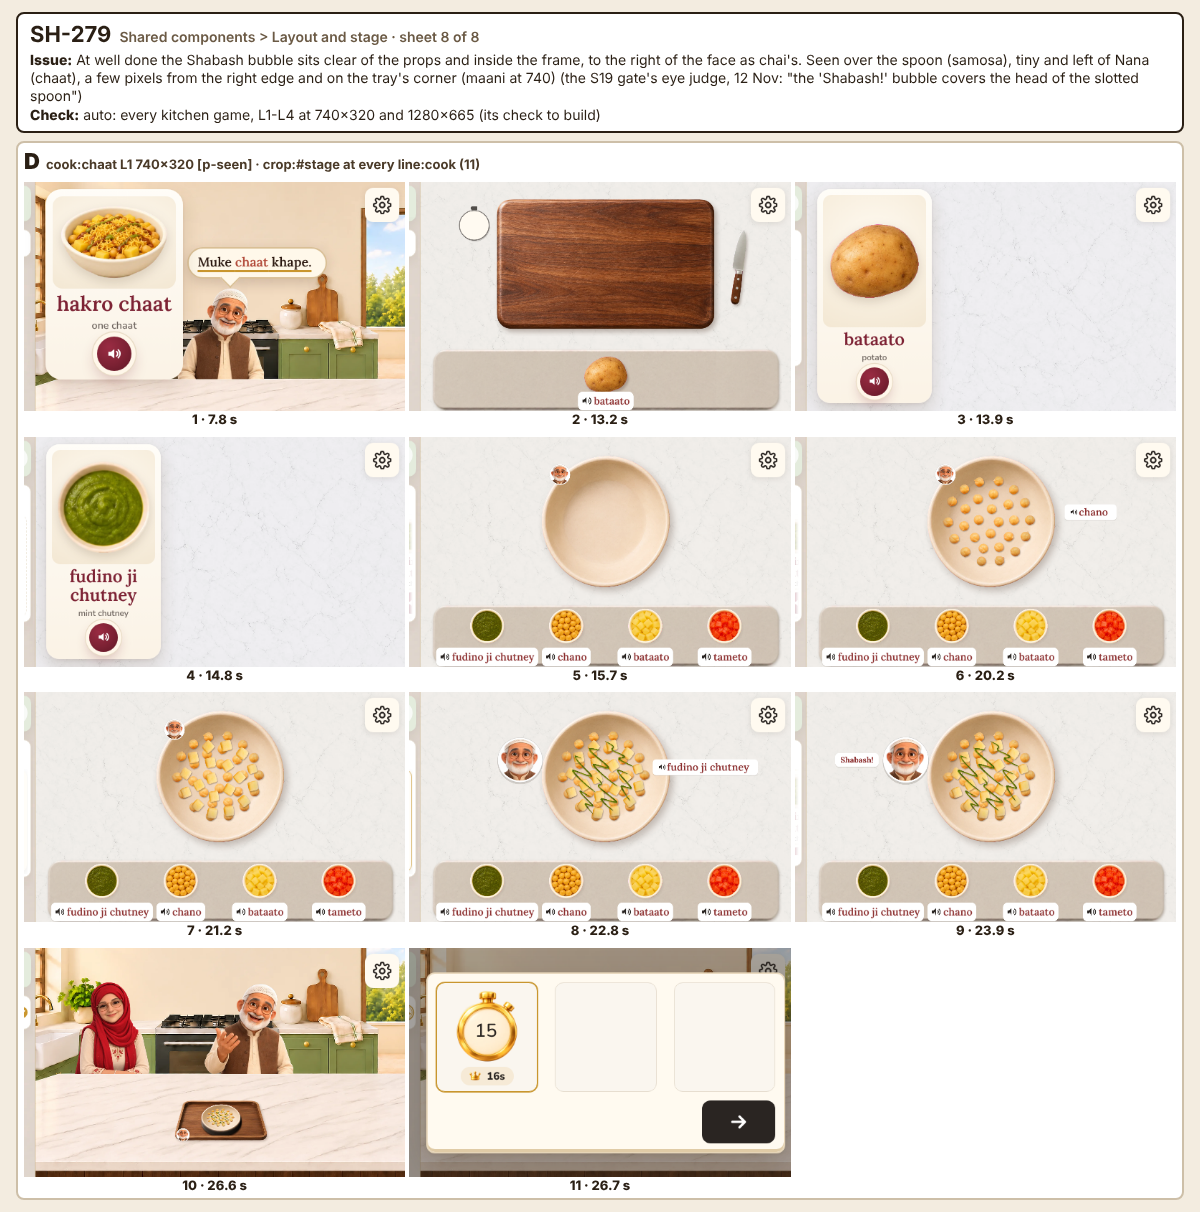 SH-279 Shared components > Layout and stage · sheet 8 of 8
Issue: At well done the Shabash bubble sits clear of the props and inside the frame, to the right of the face as chai's. Seen over the spoon (samosa), tiny and left of Nana
(chaat), a few pixels from the right edge and on the tray's corner (maani at 740) (the S19 gate's eye judge, 12 Nov: "the 'Shabash!' bubble covers the head of the slotted
spoon")
Check: auto: every kitchen game, L1-L4 at 740×320 and 1280×665 (its check to build)
D cook:chaat L1 740×320 [p-seen] · crop:#stage at every line:cook (11)
Muke chaat khape.
hakro chaat
one chaat
1 · 7.8 s
bataato
2 · 13.2 s
bataato
potato
3 · 13.9 s
fudino ji
chutney
mint chutney
4 · 14.8 s
fudino ji chutney chano bataato tameto
5 · 15.7 s
chano
fudino ji chutney chano bataato tameto
6 · 20.2 s
fudino ji chutney chano bataato tameto
7 · 21.2 s
fudino ji chutney
fudino ji chutney chano bataato tameto
8 · 22.8 s
Shabash!
fudino ji chutney chano bataato tameto
9 · 23.9 s
10 · 26.6 s
15
16s
11 · 26.7 s